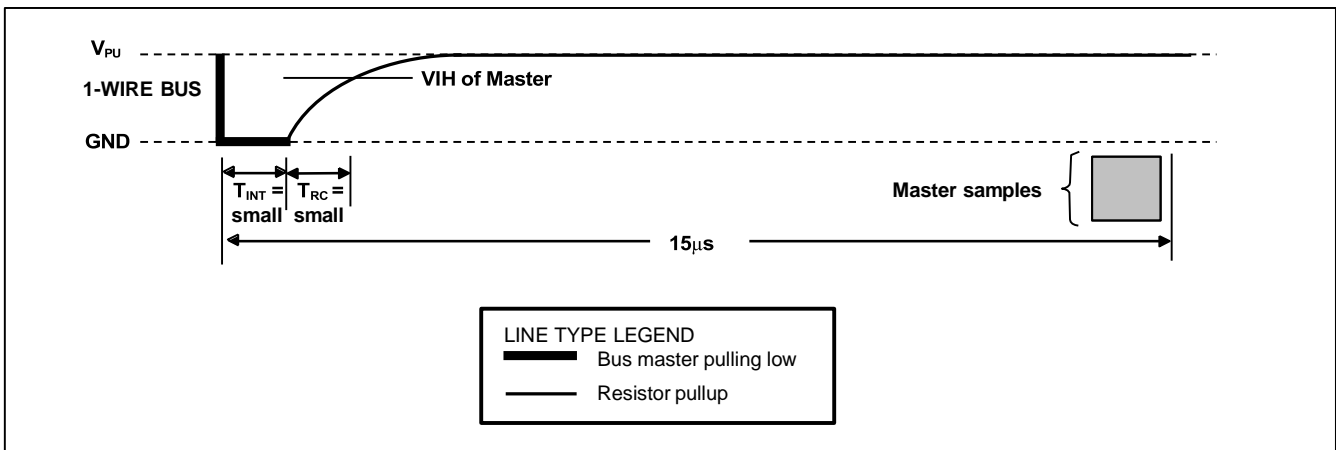 VPU
1-WIRE BUS
VIH of Master
GND
TINT = small
TRC = small
Master samples
15μs
LINE TYPE LEGEND
Bus master pulling low
Resistor pullup